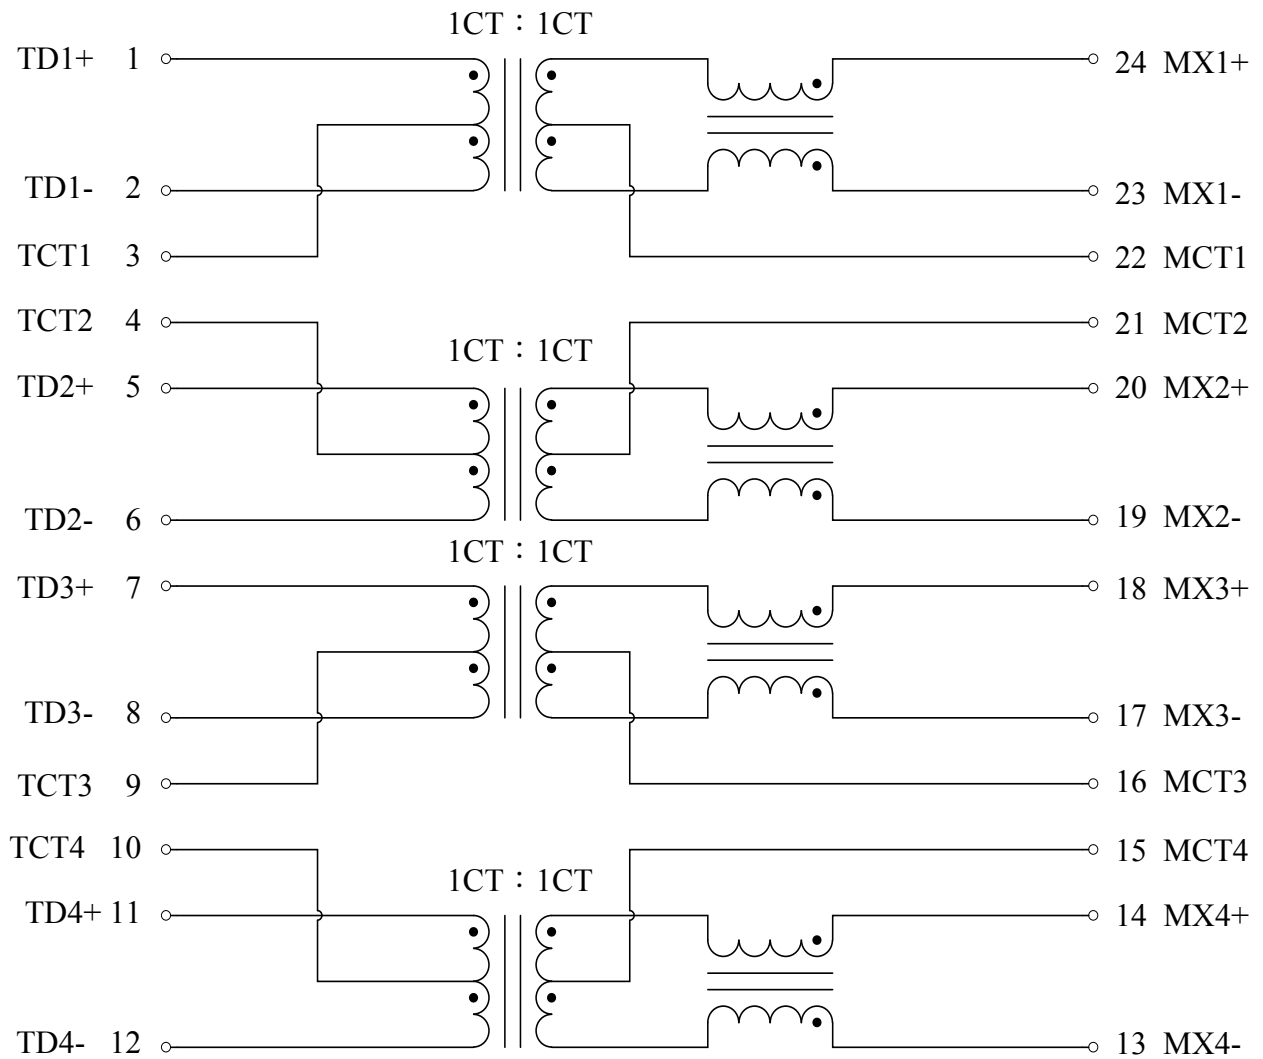 1CT : 1CT
TD1+ 1
24 MX1+
TD1- 2
23 MX1-
TCT1 3
22 MCT1
TCT2 4
21 MCT2
1CT : 1CT
TD2+ 5
20 MX2+
TD2- 6
19 MX2-
1CT : 1CT
TD3+ 7
18 MX3+
TD3- 8
17 MX3-
TCT3 9
16 MCT3
TCT4 10
15 MCT4
1CT : 1CT
TD4+ 11
14 MX4+
TD4- 12
13 MX4-